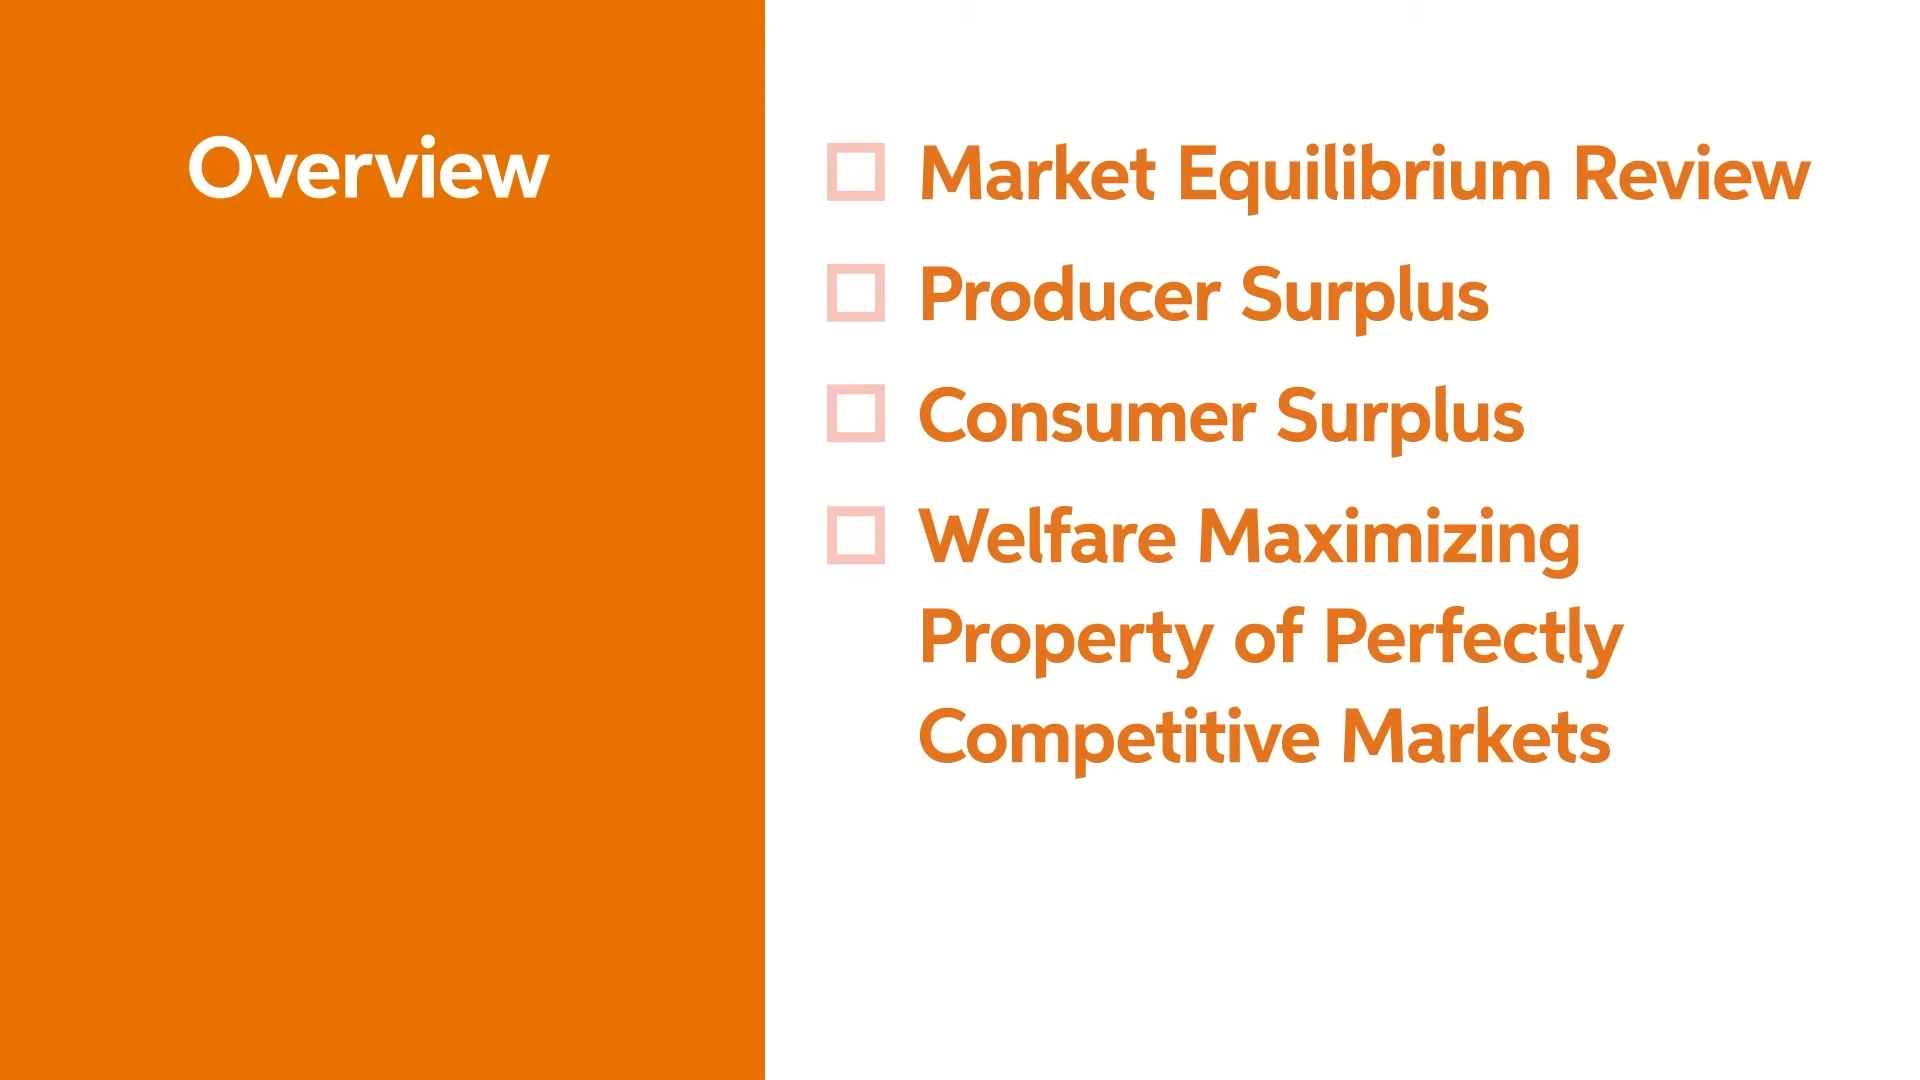 Overview
Market Equilibrium Review
Producer Surplus
Consumer Surplus
Welfare Maximizing
Property of Perfectly
Competitive Markets